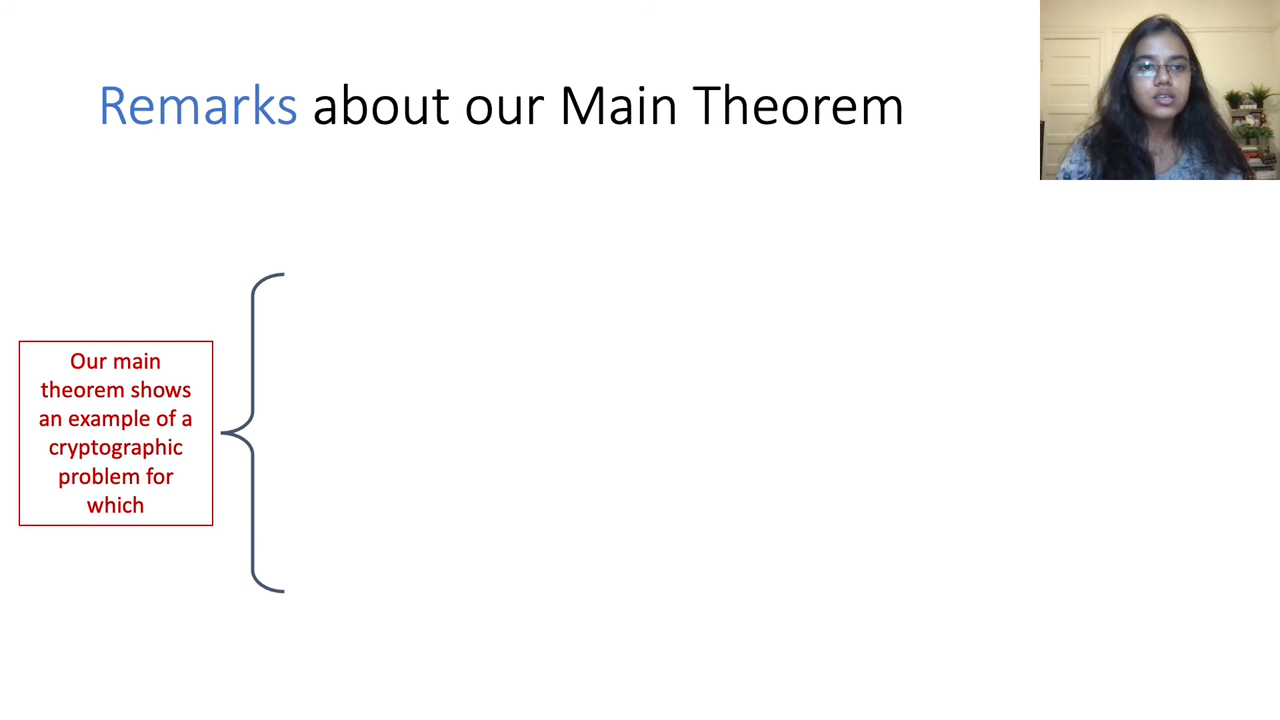 Remarks about our Main Theorem
Our main
theorem shows
an example of a
cryptographic
problem for
which